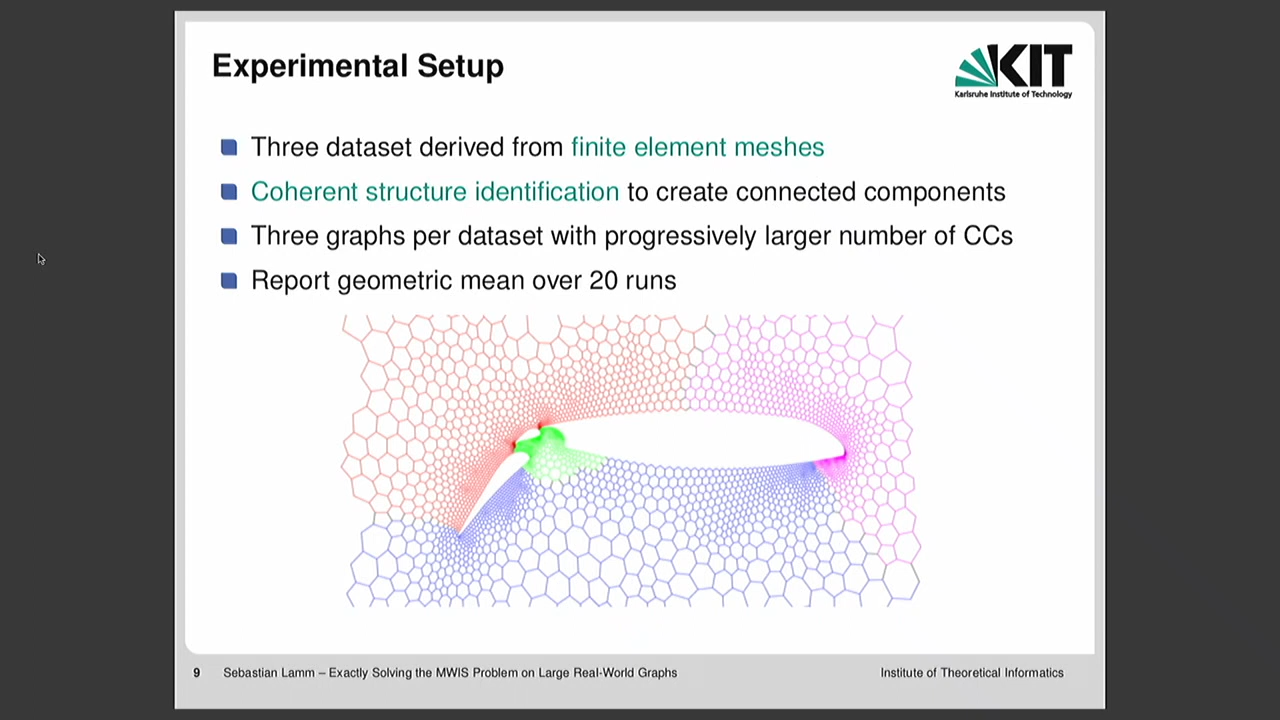 Experimental Setup
KIT
Karlsruhe Institute of Technology
Three dataset derived from finite element meshes
Coherent structure identification to create connected components
Three graphs per dataset with progressively larger number of CCs
Report geometric mean over 20 runs
9 Sebastian Lamm – Exactly Solving the MWIS Problem on Large Real-World Graphs Institute of Theoretical Informatics